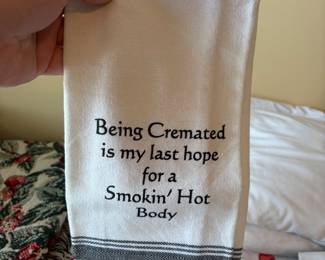 Being Cremated
is my last hope
for a
Smokin' Hot
Body